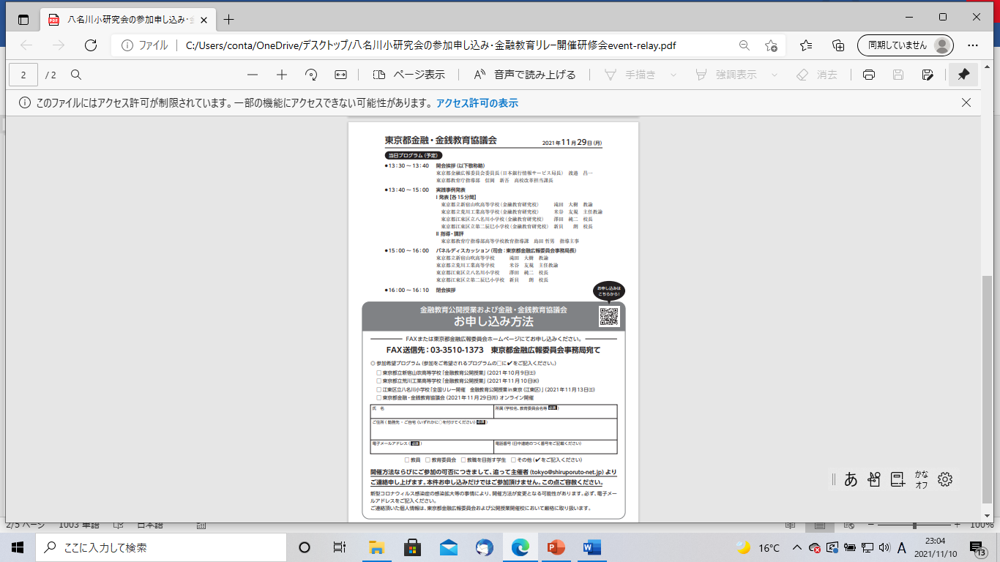 八名川小研究会の参加申し込み・金
ファイル
C:/Users/conta/OneDrive/デスクトップ/八名川小研究会の参加申し込み・金融教育リレー開催研修会event-relay.pdf
同期していません
2
/ 2
ページ表示
音声で読み上げる
手描き
強調表示
消去
このファイルにはアクセス許可が制限されています。一部の機能にアクセスできない可能性があります。 アクセス許可の表示
東京都金融・金銭教育協議会
2021年11月29日(月)
当日プログラム(予定)
●13:30~13:40 開会挨拶(以下敬称略)
東京都金融広報委員会委員長(日本銀行情報サービス局長) 渡邉 昌一
東京都教育庁指導部 信岡 新吾 高校改革担当課長
●13:40~15:00 実践事例発表
Ⅰ 発表【各15分間】
東京都立新宿山吹高等学校(金融教育研究校) 滝田 大樹 教諭
東京都立荒川工業高等学校(金融教育研究校) 米谷 友規 主任教諭
東京都江東区立八名川小学校(金融教育研究校) 澤田 純二 校長
東京都江東区立第二辰巳小学校(金融教育研究校) 新貝 朗 校長
Ⅱ 指導・講評
東京都教育庁指導部高等学校教育指導課 島田 哲男 指導主事
●15:00~16:00 パネルディスカッション(司会:東京都金融広報委員会事務局長)
東京都立新宿山吹高等学校 滝田 大樹 教諭
東京都立荒川工業高等学校 米谷 友規 主任教諭
東京都江東区立八名川小学校 澤田 純二 校長
東京都江東区立第二辰巳小学校 新貝 朗 校長
●16:00~16:10 閉会挨拶
お申し込みは
こちらから!
金融教育公開授業および金融・金銭教育協議会
お申し込み方法
FAXまたは東京都金融広報委員会ホームページにてお申し込みください。
FAX送信先:03-3510-1373 東京都金融広報委員会事務局宛て
◎参加希望プログラム(参加をご希望されるプログラムの□に✔をご記入ください。)
□東京都立新宿山吹高等学校「金融教育公開授業」(2021年10月9日(土))
□東京都立荒川工業高等学校「金融教育公開授業」(2021年11月10日(水))
□江東区立八名川小学校「全国リレー開催 金融教育公開授業in東京(江東区)」(2021年11月13日(土))
□東京都金融・金銭教育協議会(2021年11月29日(月))オンライン開催
氏 名
所属(学校名、教育委員会名等 必須)
ご住所(勤務先・ご自宅(いずれかに○を付けてください) 必須)
電子メールアドレス(必須)
電話番号(日中連絡のつく番号をご記載ください)
□教員 □教育委員会 □教職を目指す学生 □その他(✔をご記入ください)
開催方法ならびにご参加の可否につきまして、追って主催者(tokyo@shiruporuto-net.jp)より
ご連絡申し上げます。本件お申し込みだけではご参加頂けません。この点ご容赦ください。
新型コロナウィルス感染症の感染拡大等の事情により、開催方法が変更となる可能性があります。必ず、電子メー
ルアドレスをご記入ください。
ご連絡頂いた個人情報は、東京都金融広報委員会および公開授業開催校において厳格に取り扱います。
あ
かな
オフ
2/5 ページ 1003 単語 日本語
100%
ここに入力して検索
16°C
A
23:04
2021/11/10
13